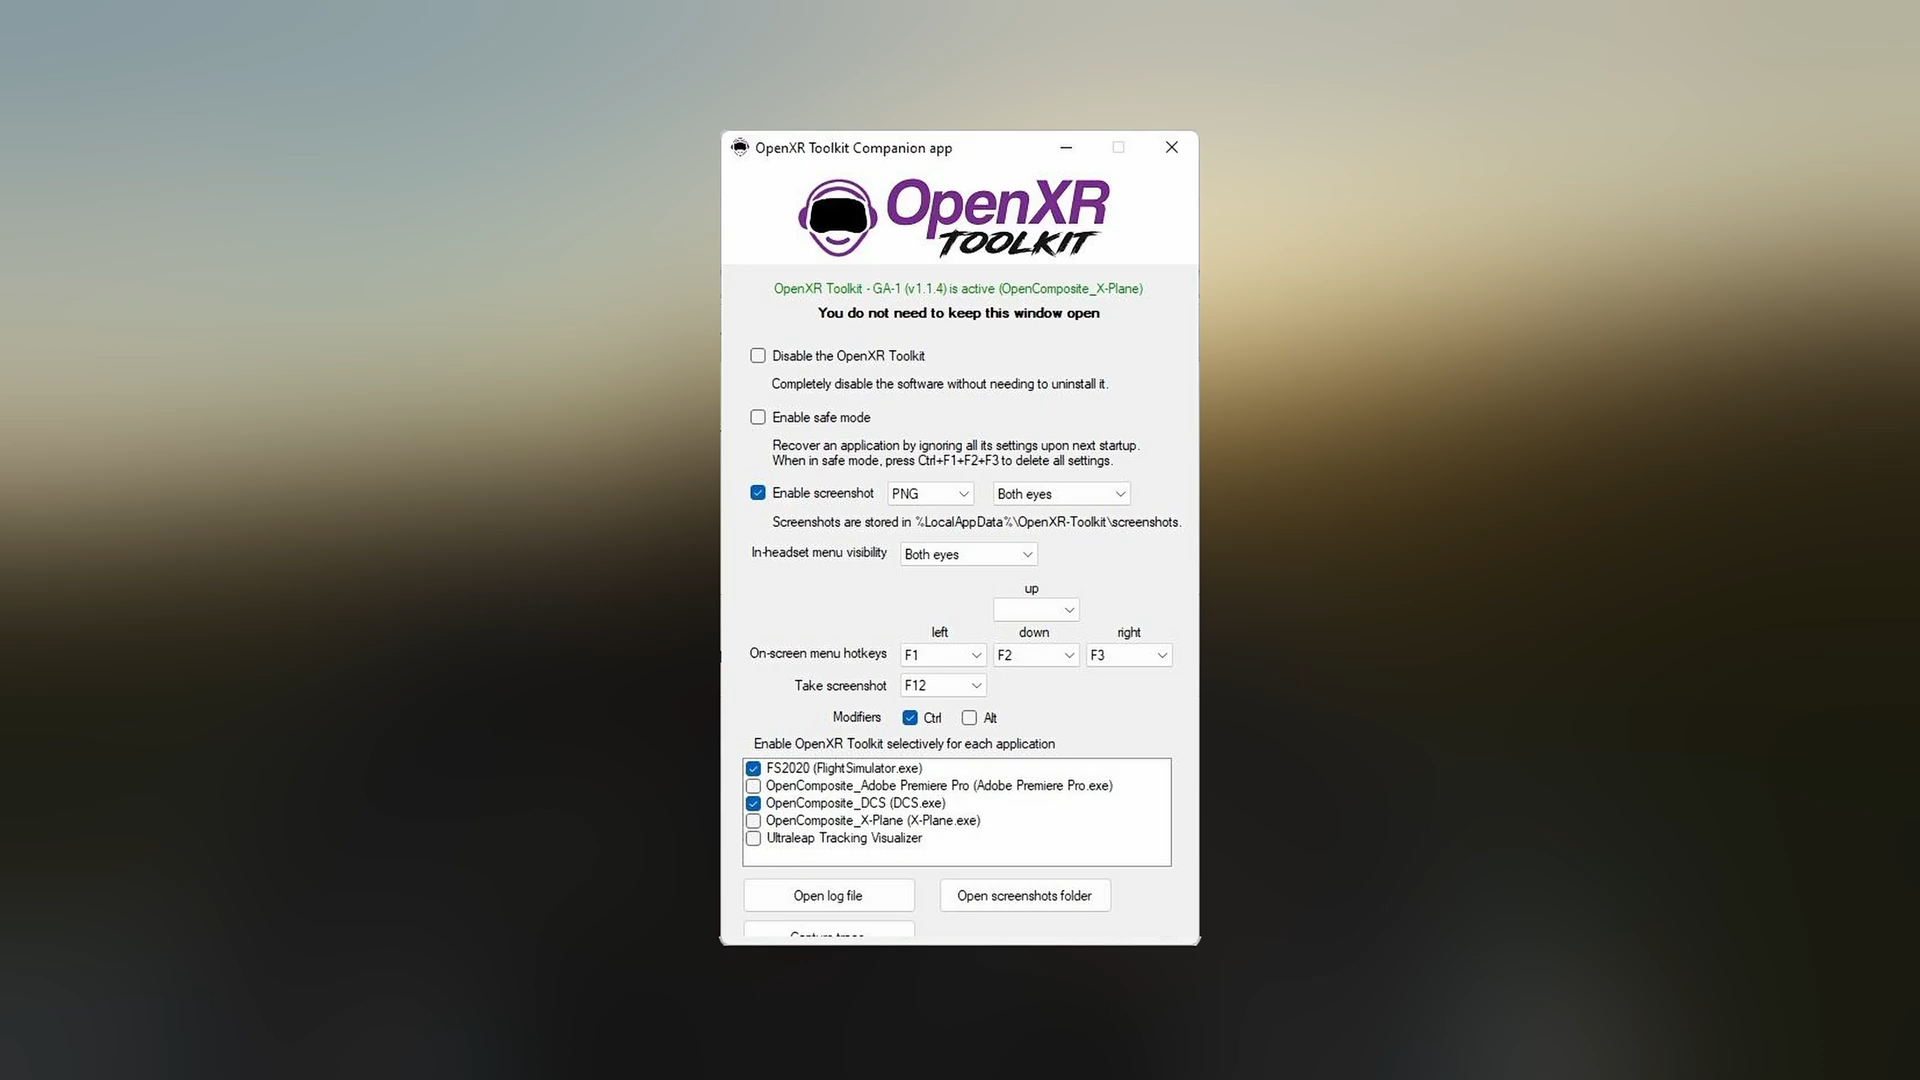 OpenXR Toolkit Companion app
OpenXR
TOOLKIT
OpenXR Toolkit - GA-1 (v1.1.4) is active (OpenComposite_X-Plane)
You do not need to keep this window open
Disable the OpenXR Toolkit
Completely disable the software without needing to uninstall it.
Enable safe mode
Recover an application by ignoring all its settings upon next startup.
When in safe mode, press Ctrl+F1+F2+F3 to delete all settings.
Enable screenshot PNG Both eyes
Screenshots are stored in %LocalAppData%\OpenXR-Toolkit\screenshots.
In-headset menu visibility Both eyes
up
left down right
On-screen menu hotkeys F1 F2 F3
Take screenshot F12
Modifiers Ctrl Alt
Enable OpenXR Toolkit selectively for each application
FS2020 (FlightSimulator.exe)
OpenComposite_Adobe Premiere Pro (Adobe Premiere Pro.exe)
OpenComposite_DCS (DCS.exe)
OpenComposite_X-Plane (X-Plane.exe)
Ultraleap Tracking Visualizer
Open log file Open screenshots folder
Capture trace